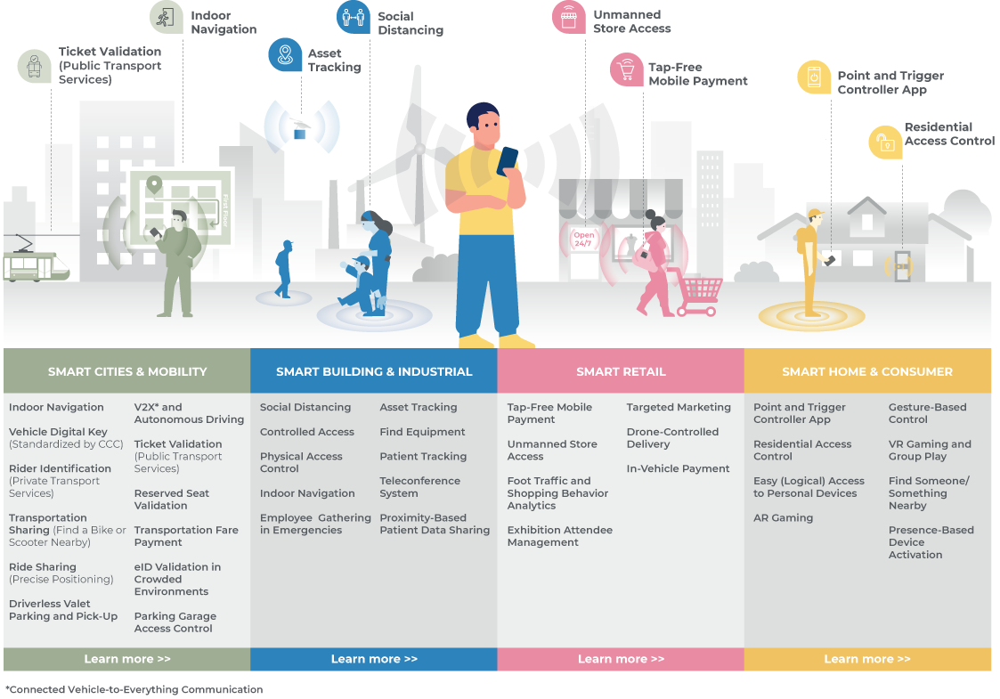 Indoor
Navigation
Social
Distancing
Unmanned
Store Access
Ticket Validation
(Public Transport
Services)
Asset
Tracking
Tap-Free
Mobile Payment
Point and Trigger
Controller App
Residential
Access Control
First Floor
Open
24/7
SMART CITIES & MOBILITY
Indoor Navigation
Vehicle Digital Key
(Standardized by CCC)
Rider Identification
(Private Transport
Services)
Transportation
Sharing (Find a Bike or
Scooter Nearby)
Ride Sharing
(Precise Positioning)
Driverless Valet
Parking and Pick-Up
V2X* and
Autonomous Driving
Ticket Validation
(Public Transport
Services)
Reserved Seat
Validation
Transportation Fare
Payment
eID Validation in
Crowded
Environments
Parking Garage
Access Control
Learn more >>
SMART BUILDING & INDUSTRIAL
Social Distancing
Controlled Access
Physical Access
Control
Indoor Navigation
Employee Gathering
in Emergencies
Asset Tracking
Find Equipment
Patient Tracking
Teleconference
System
Proximity-Based
Patient Data Sharing
Learn more >>
SMART RETAIL
Tap-Free Mobile
Payment
Unmanned Store
Access
Foot Traffic and
Shopping Behavior
Analytics
Exhibition Attendee
Management
Targeted Marketing
Drone-Controlled
Delivery
In-Vehicle Payment
Learn more >>
SMART HOME & CONSUMER
Point and Trigger
Controller App
Residential Access
Control
Easy (Logical) Access
to Personal Devices
AR Gaming
Gesture-Based
Control
VR Gaming and
Group Play
Find Someone/
Something
Nearby
Presence-Based
Device
Activation
Learn more >>
*Connected Vehicle-to-Everything Communication